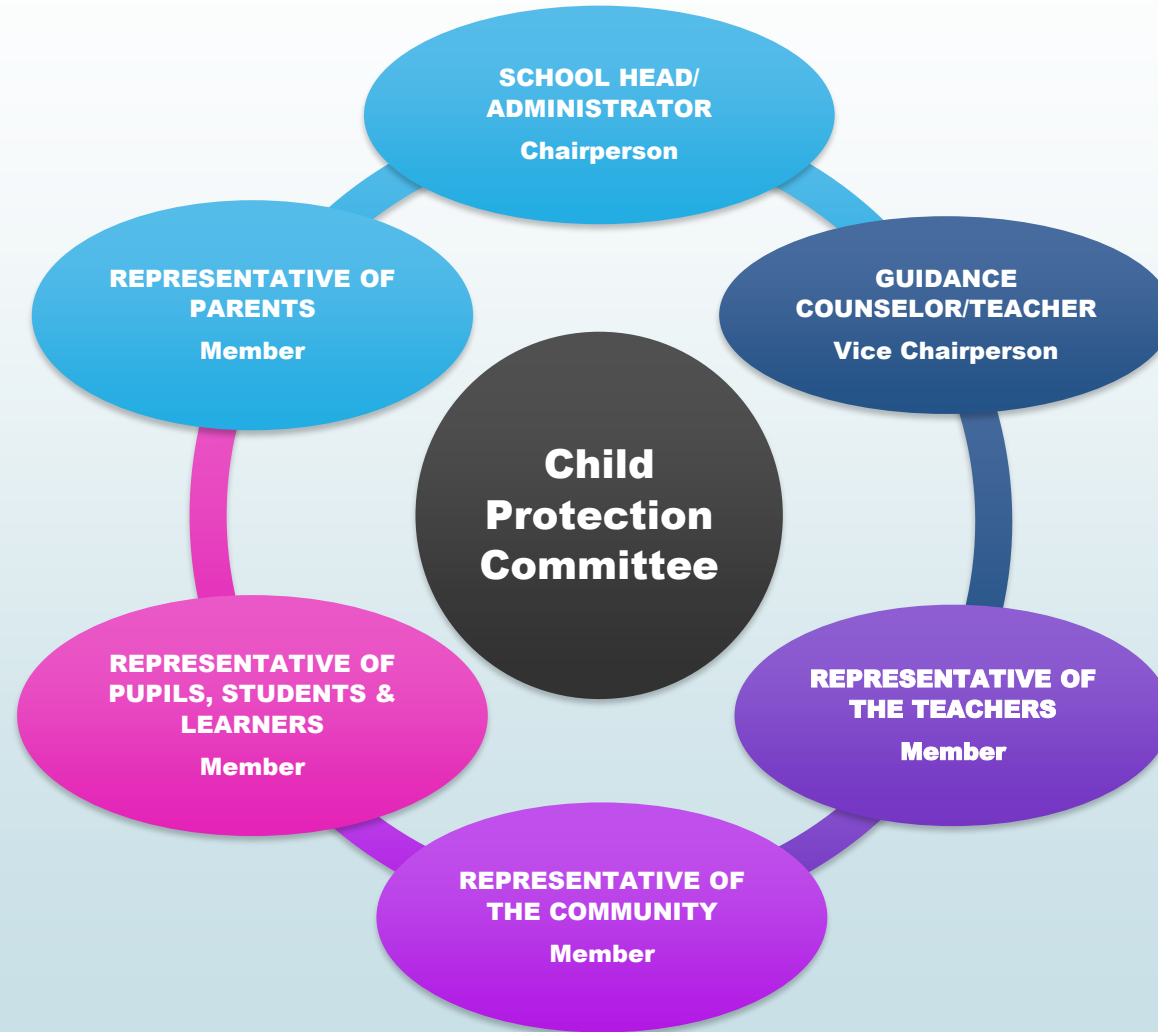 SCHOOL HEAD/
ADMINISTRATOR
Chairperson
GUIDANCE
COUNSELOR/TEACHER
Vice Chairperson
REPRESENTATIVE OF
THE TEACHERS
Member
REPRESENTATIVE OF
THE COMMUNITY
Member
REPRESENTATIVE OF
PUPILS, STUDENTS &
LEARNERS
Member
REPRESENTATIVE OF
PARENTS
Member
Child
Protection
Committee